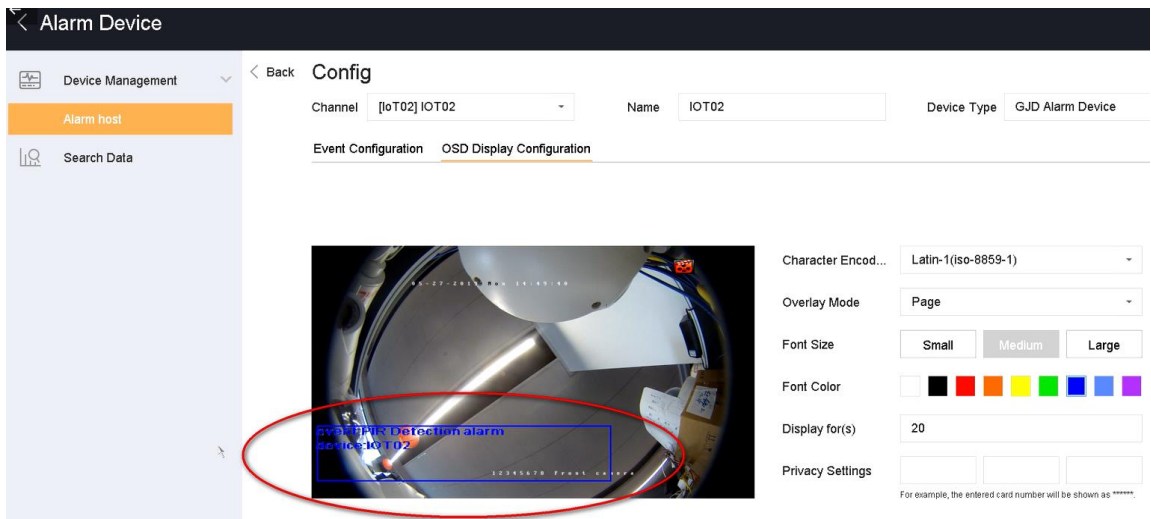 Alarm Device
Device Management
Alarm host
Search Data
Back
Config
Channel
[IoT02] IOT02
Name
IOT02
Device Type
GJD Alarm Device
Event Configuration
OSD Display Configuration
Character Encod...
Latin-1(iso-8859-1)
Overlay Mode
Page
Font Size
Small
Medium
Large
Font Color
Display for(s)
20
Privacy Settings
For example, the entered card number will be shown as ******.
PIR Detection alarm
device:IOT02
12345678 Front camera